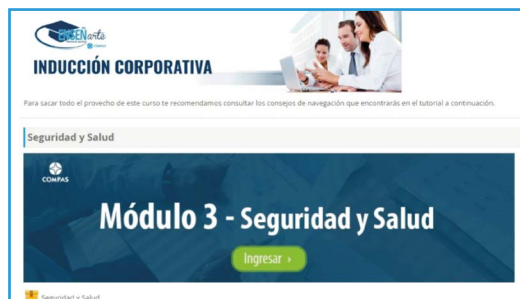 ENSEÑarte
COMPAS
INDUCCIÓN CORPORATIVA
Para sacar todo el provecho de este curso te recomendamos consultar los consejos de navegación que encontrarás en el tutorial a continuación.
Seguridad y Salud
COMPAS
Módulo 3 - Seguridad y Salud
Ingresar ›
Seguridad y Salud